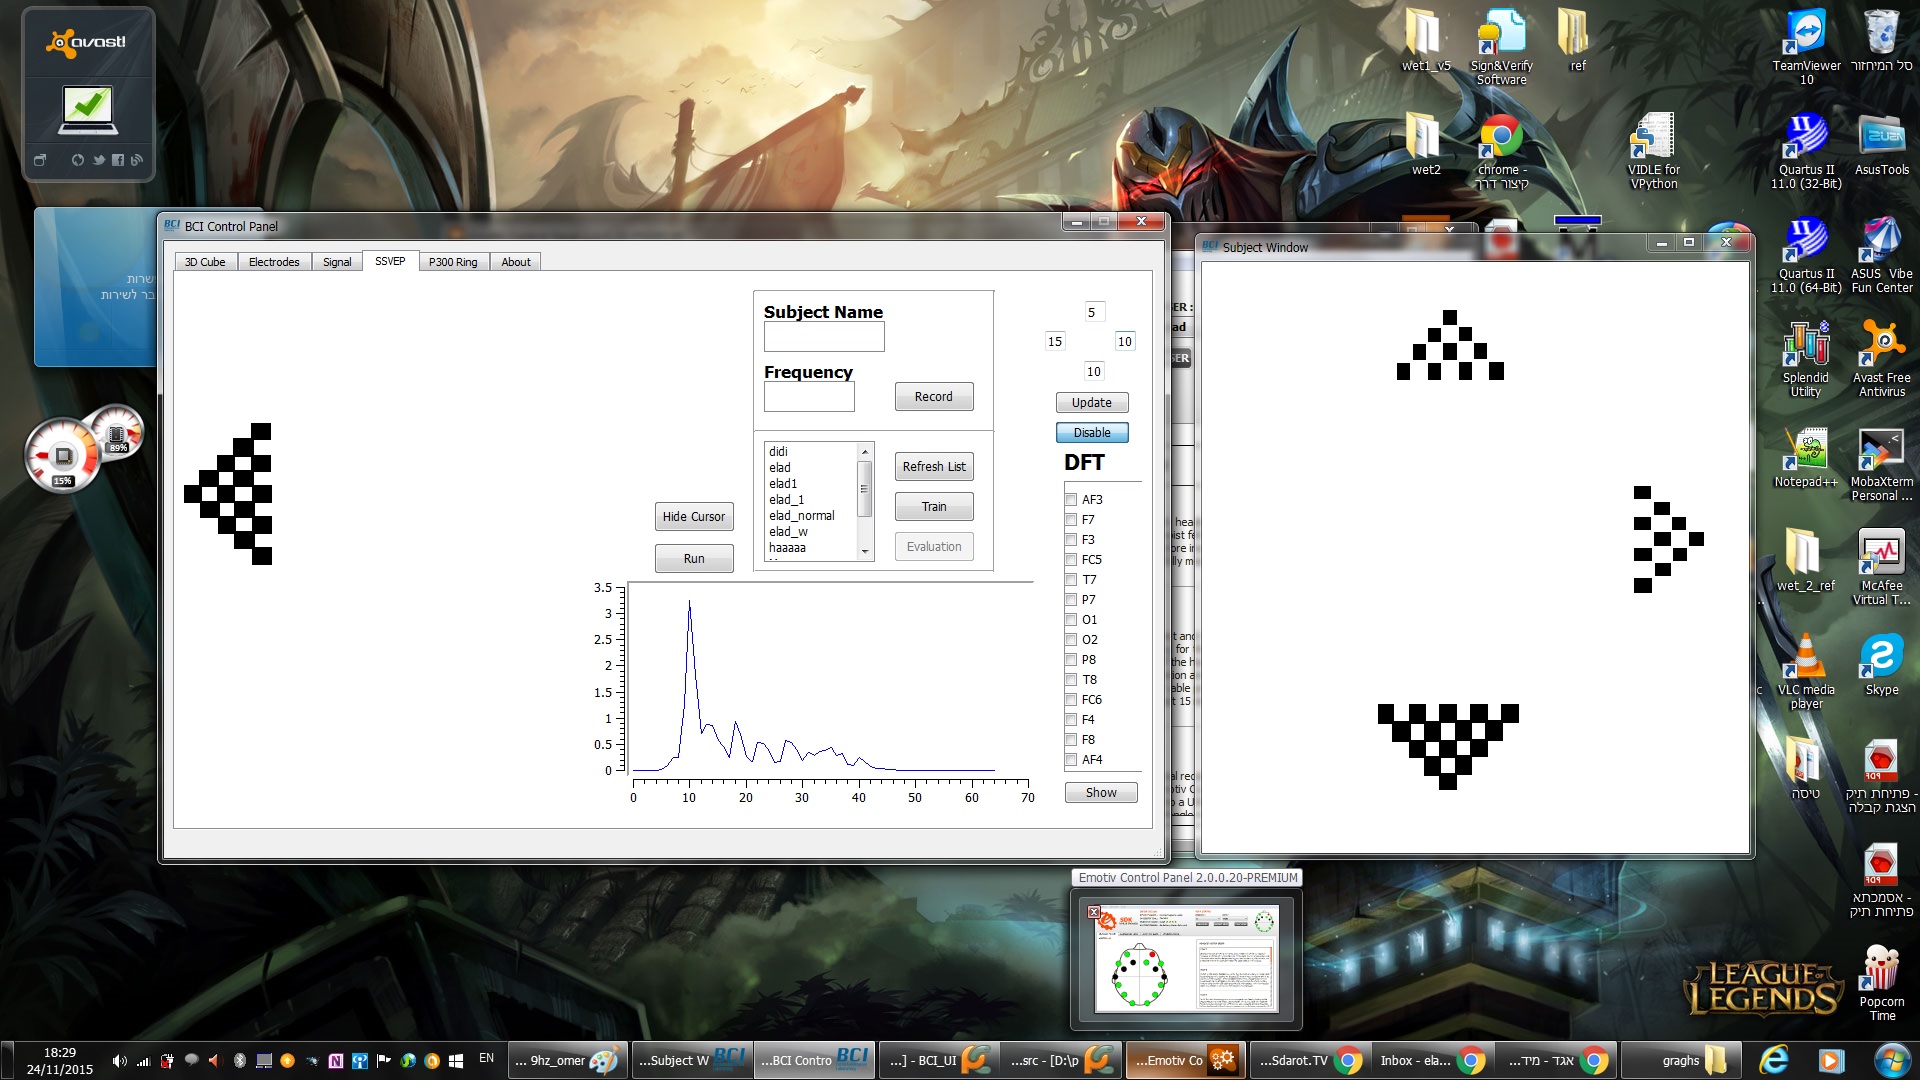 avast!
wet1_v5
Sign&Verify
Software
ref
TeamViewer
10
סל המיחזור
wet2
chrome -
קיצור דרך
VIDLE for
VPython
Quartus II
11.0 (32-Bit)
AsusTools
Quartus II
11.0 (64-Bit)
ASUS Vibe
Fun Center
Splendid
Utility
Avast Free
Antivirus
Notepad++
MobaXterm
Personal ...
wet_2_ref
McAfee
Virtual T...
VLC media
player
Skype
טיסה
פתיחת תיק -
הצגת קבלה
אסמכתא -
פתיחת תיק
Popcorn
Time
LEAGUE OF
LEGENDS
89%
15%
BCI BCI Control Panel
3D Cube
Electrodes
Signal
SSVEP
P300 Ring
About
Subject Name
Frequency
Record
didi
elad
elad1
elad_1
elad_normal
elad_w
haaaaa
Refresh List
Train
Evaluation
Hide Cursor
Run
5
15
10
10
Update
Disable
DFT
AF3
F7
F3
FC5
T7
P7
O1
O2
P8
T8
FC6
F4
F8
AF4
Show
3.5
3
2.5
2
1.5
1
0.5
0
0 10 20 30 40 50 60 70
BCI Subject Window
Emotiv Control Panel 2.0.0.20-PREMIUM
18:29
24/11/2015
EN
... 9hz_omer
...Subject W BCI
...BCI Contro BCI
...] - BCI_UI
...src - [D:\p
...Emotiv Co
...Sdarot.TV
Inbox - ela...
אגד - מיד...
graghs